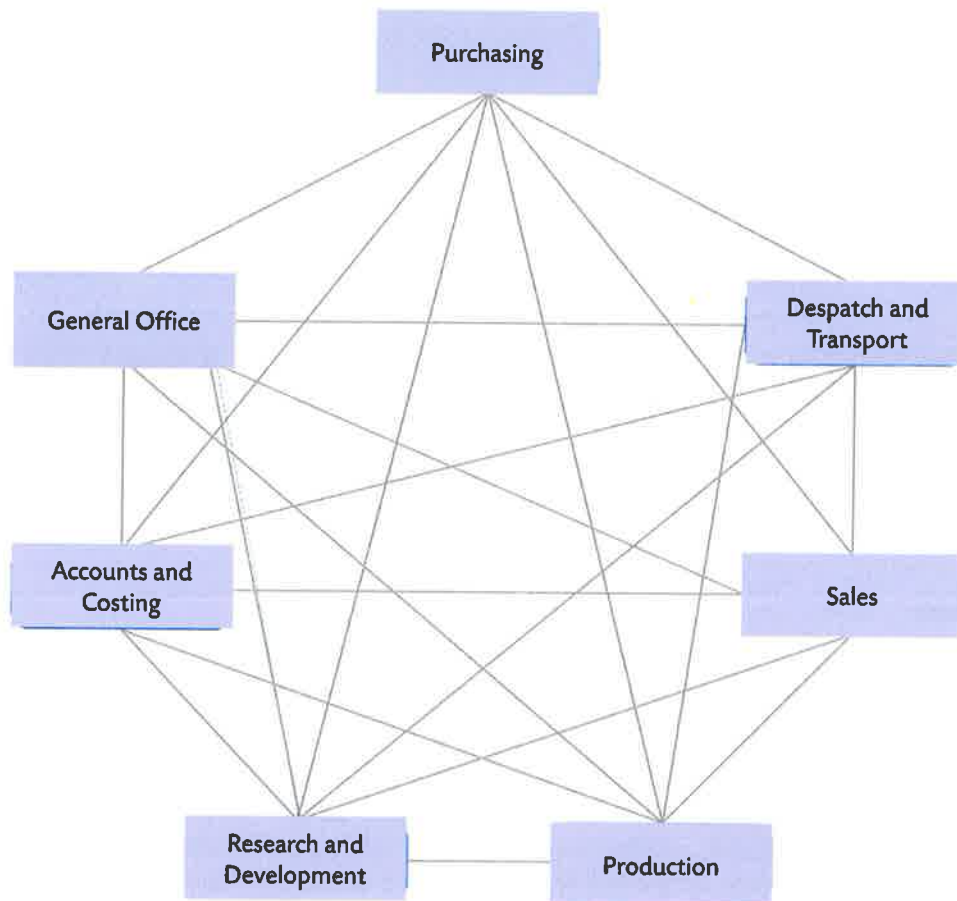 Purchasing
General Office
Despatch and
Transport
Accounts and
Costing
Sales
Research and
Development
Production